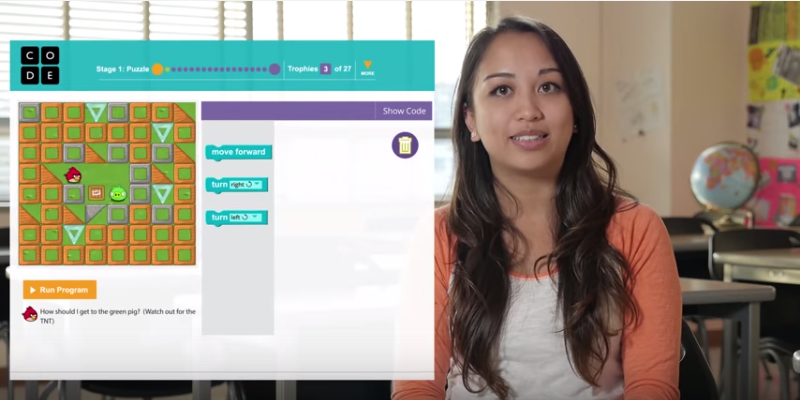 C O
D E
Stage 1: Puzzle
Trophies 3 of 27
MORE
Show Code
move forward
turn right
turn left
Run Program
How should I get to the green pig? (Watch out for the
TNT)